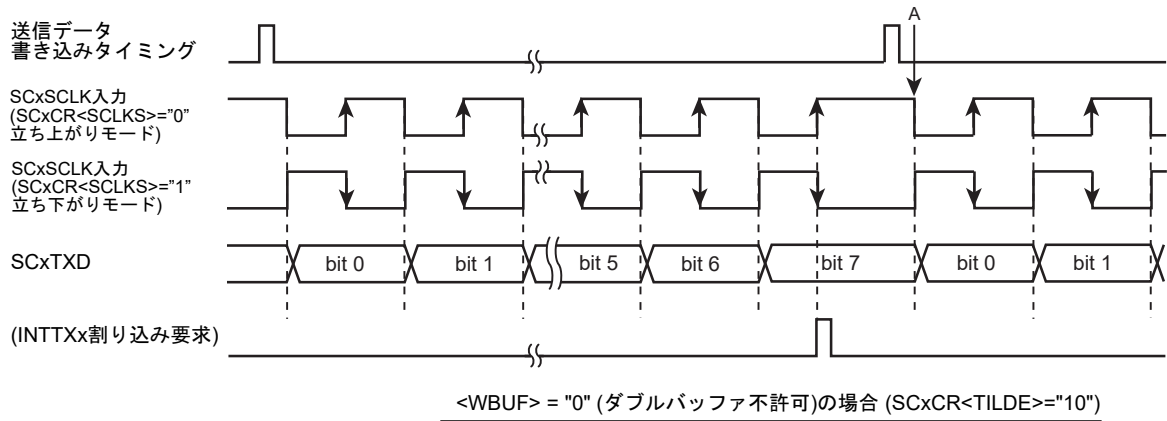 送信データ
書き込みタイミング
A
SCxSCLK入力
(SCxCR<SCLKS>="0"
立ち上がりモード)
SCxSCLK入力
(SCxCR<SCLKS>="1"
立ち下がりモード)
SCxTXD
bit 0
bit 1
bit 5
bit 6
bit 7
bit 0
bit 1
(INTTXx割り込み要求)
<WBUF> = "0" (ダブルバッファ不許可)の場合 (SCxCR<TILDE>="10")